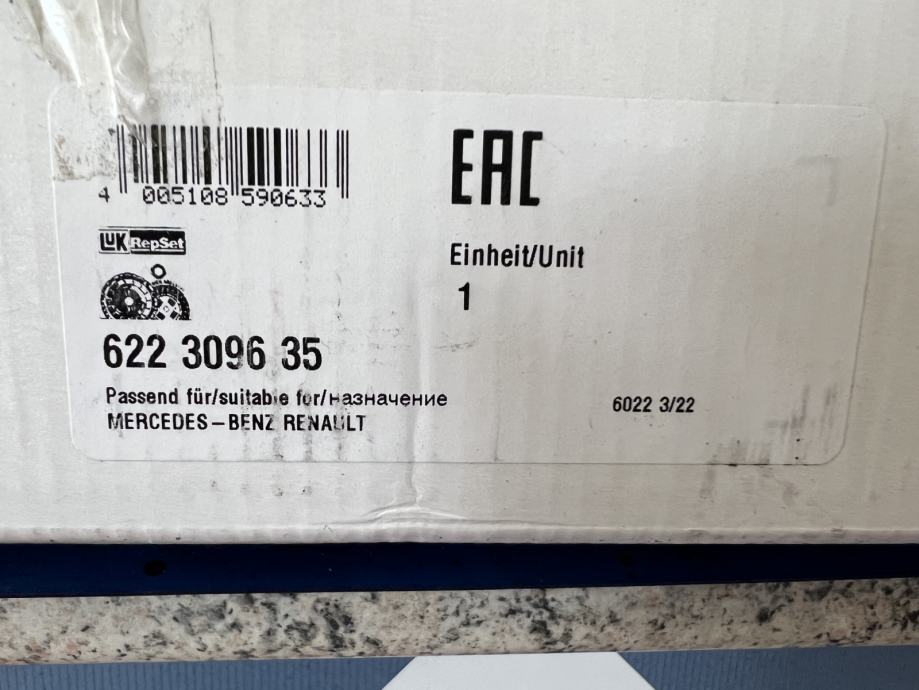 4 005108 590633
EAC
LuK RepSet
Einheit/Unit
1
622 3096 35
Passend für/suitable for/назначение
MERCEDES-BENZ RENAULT
6022 3/22